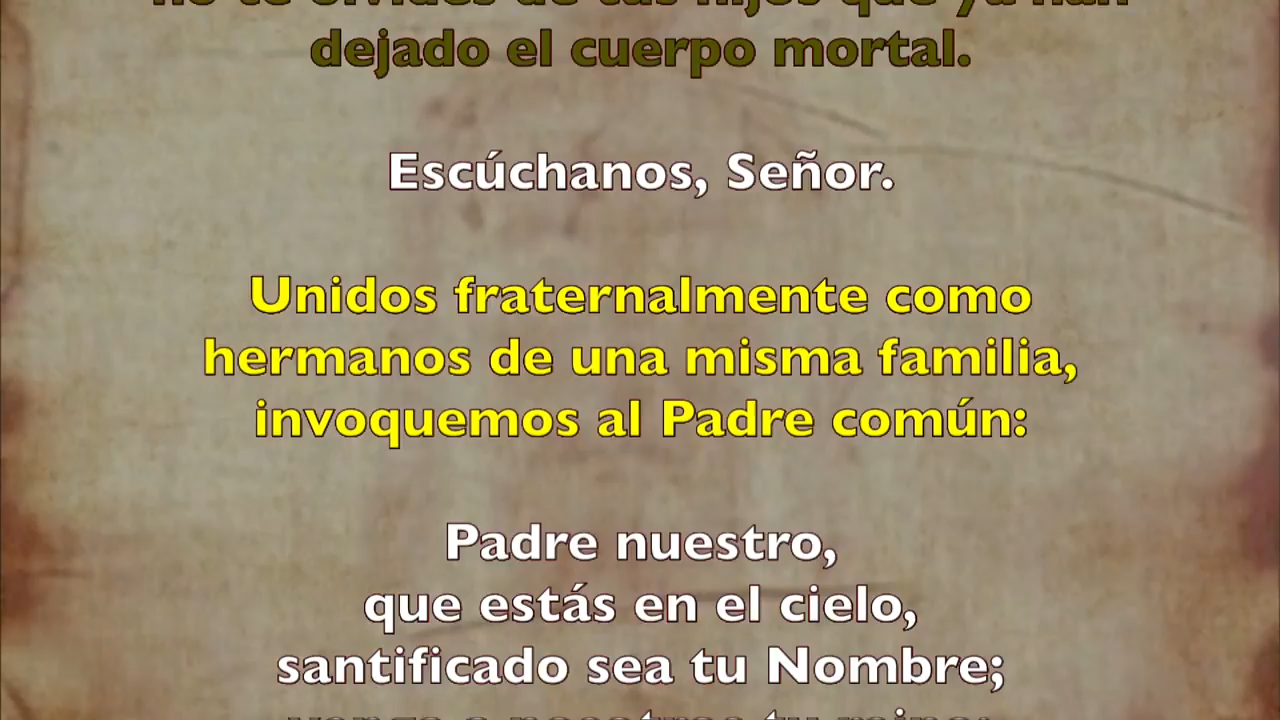 no te olvides de tus hijos que ya han
dejado el cuerpo mortal.
Escúchanos, Señor.
Unidos fraternalmente como
hermanos de una misma familia,
invoquemos al Padre común:
Padre nuestro,
que estás en el cielo,
santificado sea tu Nombre;